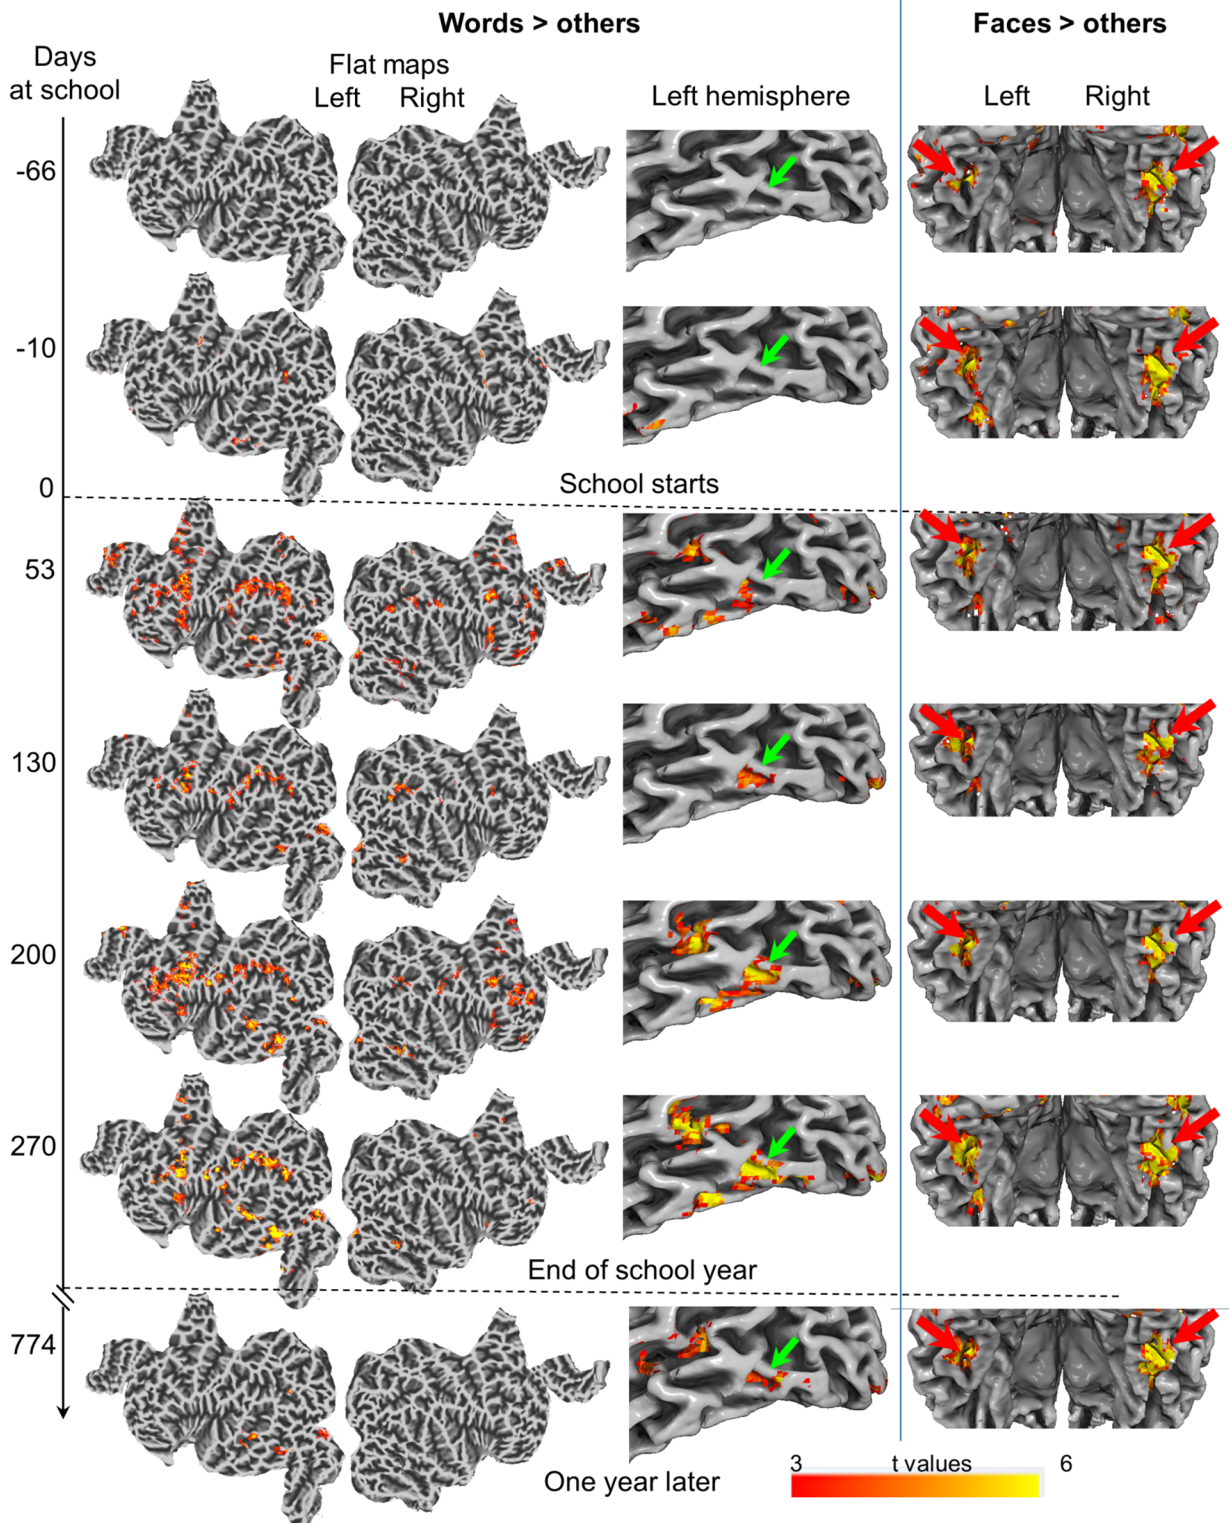 Words > others
Faces > others
Days
at school
Flat maps
Left Right
Left hemisphere
Left Right
-66
-10
0
School starts
53
130
200
270
End of school year
774
3 t values 6
One year later